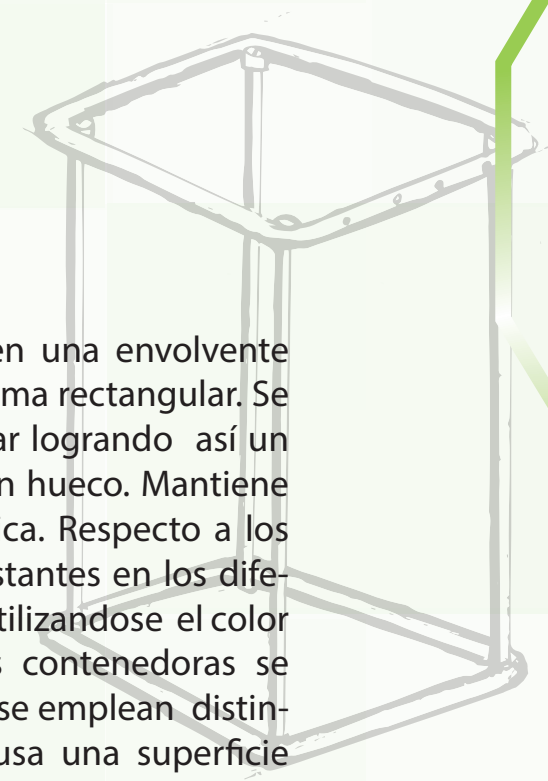 en una envolvente
ma rectangular. Se
ar logrando así un
n hueco. Mantiene
ica. Respecto a los
stantes en los dife-
tilizandose el color
s contenedoras se
se emplean distin-
usa una superficie